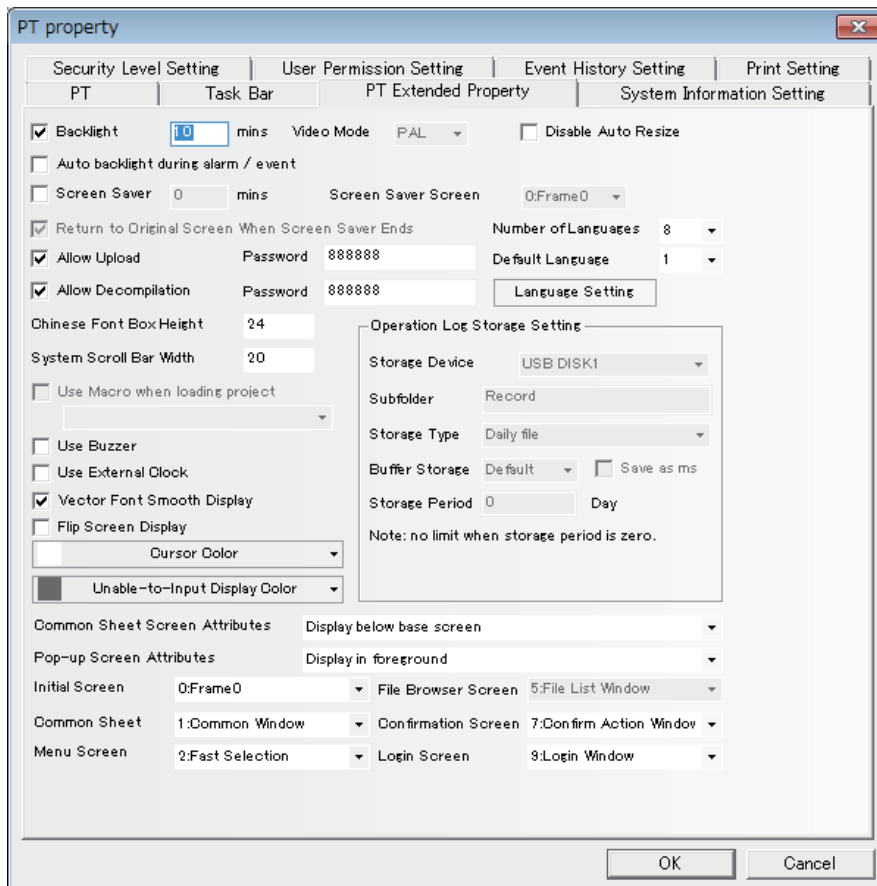 PT property
Security Level Setting User Permission Setting Event History Setting Print Setting
PT Task Bar PT Extended Property System Information Setting
Backlight 10 mins Video Mode PAL Disable Auto Resize
Auto backlight during alarm / event
Screen Saver 0 mins Screen Saver Screen 0:Frame0
Return to Original Screen When Screen Saver Ends Number of Languages 8
Allow Upload Password 888888 Default Language 1
Allow Decompilation Password 888888 Language Setting
Chinese Font Box Height 24 Operation Log Storage Setting
System Scroll Bar Width 20 Storage Device USB DISK1
Use Macro when loading project Subfolder Record
Storage Type Daily file
Use Buzzer
Use External Clock Buffer Storage Default Save as ms
Vector Font Smooth Display Storage Period 0 Day
Flip Screen Display Note: no limit when storage period is zero.
Cursor Color
Unable-to-Input Display Color
Common Sheet Screen Attributes Display below base screen
Pop-up Screen Attributes Display in foreground
Initial Screen 0:Frame0 File Browser Screen 5:File List Window
Common Sheet 1:Common Window Confirmation Screen 7:Confirm Action Window
Menu Screen 2:Fast Selection Login Screen 9:Login Window
OK Cancel